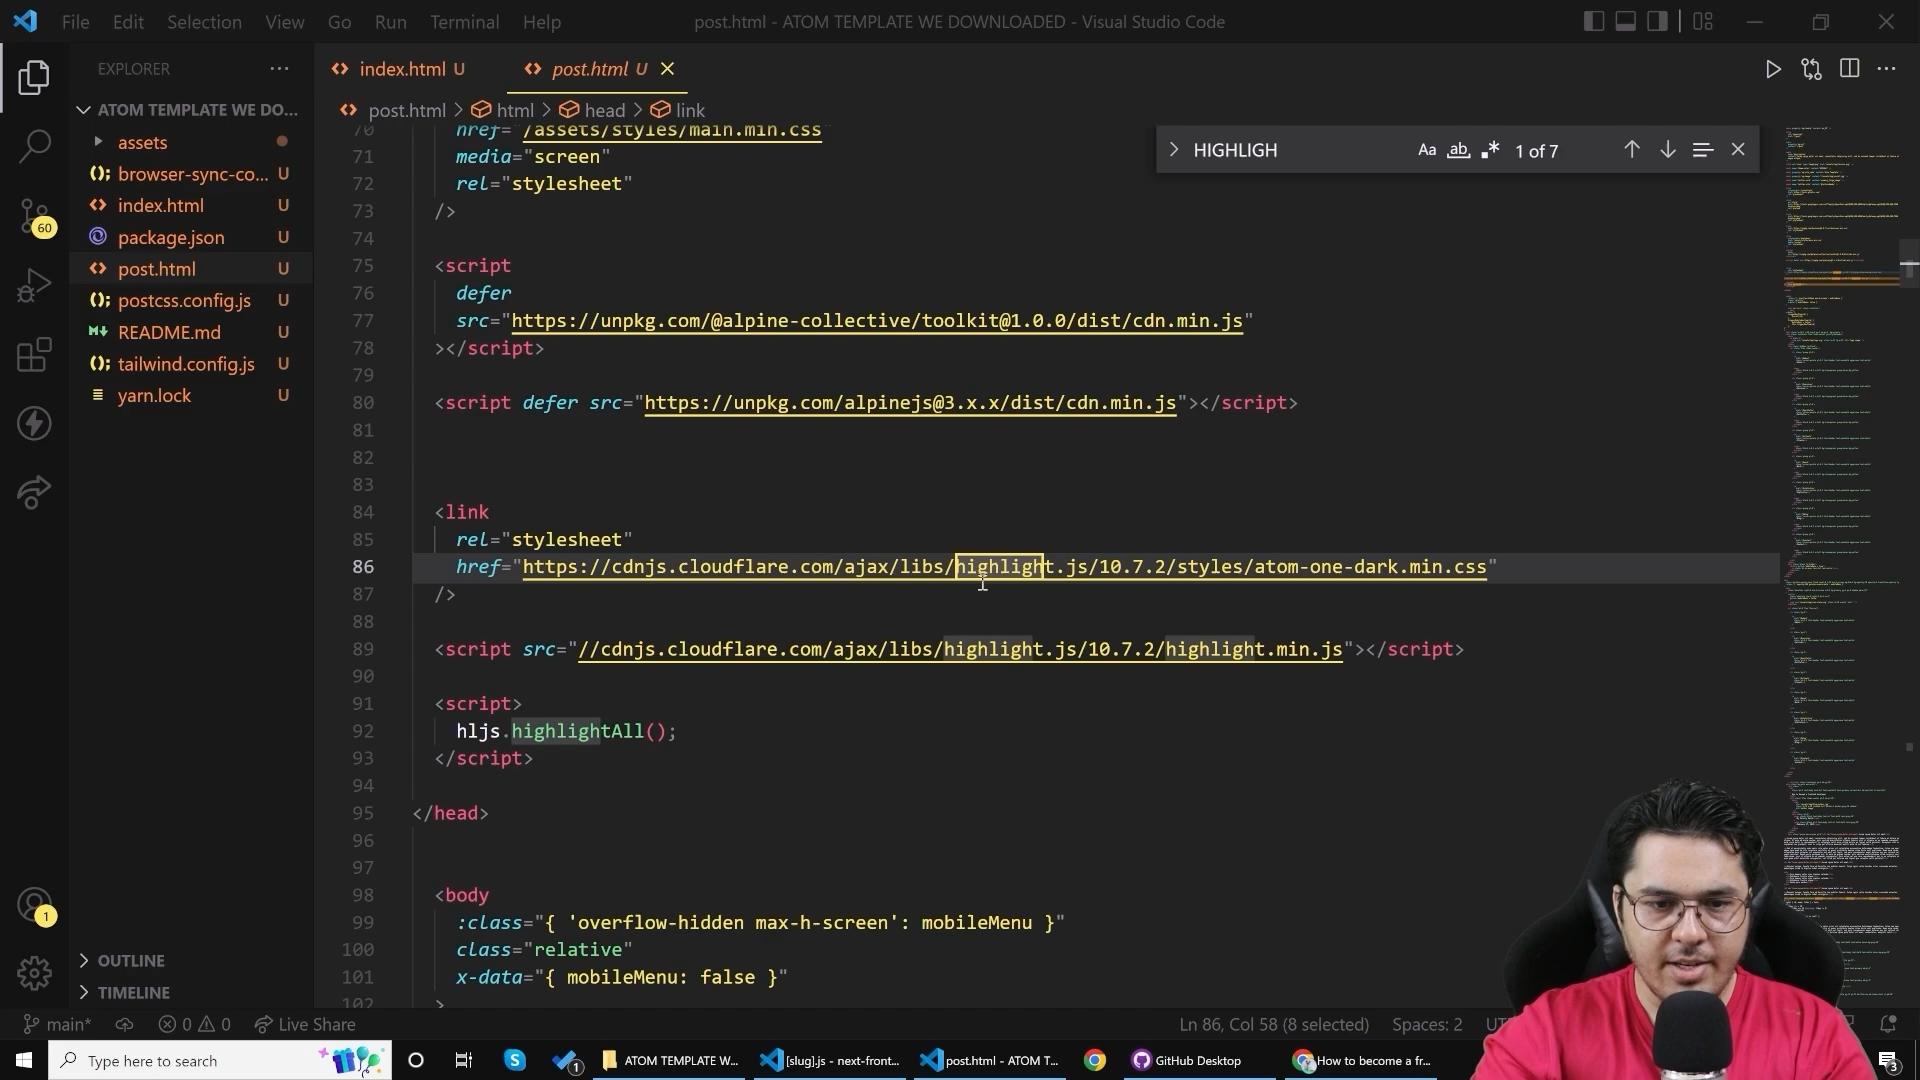 File Edit Selection View Go Run Terminal Help post.html - ATOM TEMPLATE WE DOWNLOADED - Visual Studio Code
EXPLORER
ATOM TEMPLATE WE DO...
assets
browser-sync-co... U
index.html U
package.json U
post.html U
postcss.config.js U
README.md U
tailwind.config.js U
yarn.lock U
60
1
OUTLINE
TIMELINE
index.html U post.html U
post.html > html > head > link
HIGHLIGH Aa ab 1 of 7
70 href="/assets/styles/main.min.css"
71 media="screen"
72 rel="stylesheet"
73 />
74
75 <script
76 defer
77 src="https://unpkg.com/@alpine-collective/toolkit@1.0.0/dist/cdn.min.js"
78 ></script>
79
80 <script defer src="https://unpkg.com/alpinejs@3.x.x/dist/cdn.min.js"></script>
81
82
83
84 <link
85 rel="stylesheet"
86 href="https://cdnjs.cloudflare.com/ajax/libs/highlight.js/10.7.2/styles/atom-one-dark.min.css"
87 />
88
89 <script src="//cdnjs.cloudflare.com/ajax/libs/highlight.js/10.7.2/highlight.min.js"></script>
90
91 <script>
92 hljs.highlightAll();
93 </script>
94
95 </head>
96
97
98 <body
99 :class="{ 'overflow-hidden max-h-screen': mobileMenu }"
100 class="relative"
101 x-data="{ mobileMenu: false }"
102 >
main* 0 0 Live Share Ln 86, Col 58 (8 selected) Spaces: 2
Type here to search 1 ATOM TEMPLATE W... [slug].js - next-front... post.html - ATOM T... GitHub Desktop How to become a fr... 3